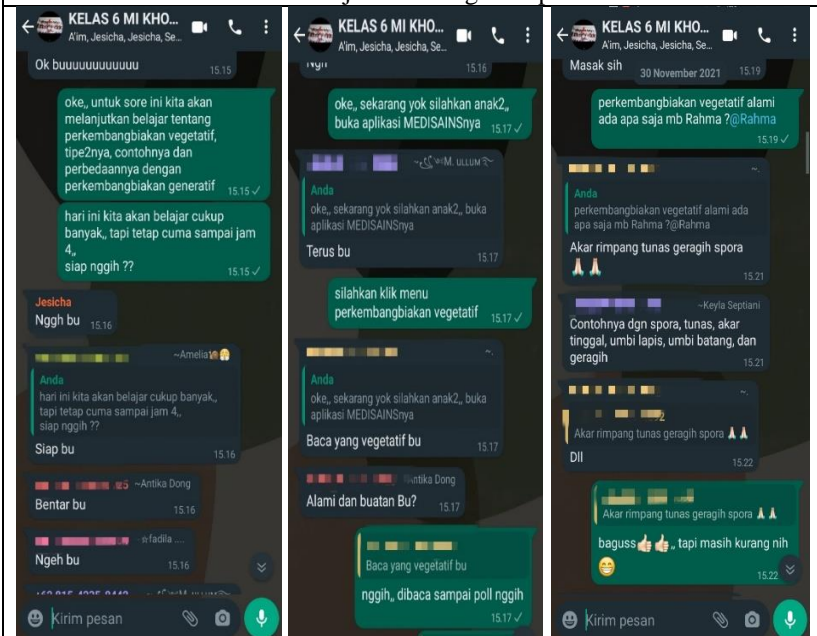 KELAS 6 MI KHO...
A'im, Jesicha, Jesicha, Se...
Ok buuuuuuuuuuuu
15.15
oke,, untuk sore ini kita akan
melanjutkan belajar tentang
perkembangbiakan vegetatif,
tipe2nya, contohnya dan
perbedaannya dengan
perkembangbiakan generatif 15.15
hari ini kita akan belajar cukup
banyak,, tapi tetap cuma sampai jam
4,,
siap nggih ??
15.15
Jesicha
Nggh bu 15.16
~Amelia
Anda
hari ini kita akan belajar cukup banyak,,
tapi tetap cuma sampai jam 4,,
siap nggih ??
Siap bu
15.16
~Antika Dong
Bentar bu
15.16
☆fadila ....
Ngeh bu
15.16
Kirim pesan
KELAS 6 MI KHO...
A'im, Jesicha, Jesicha, Se...
Ngih
15.16
oke,, sekarang yok silahkan anak2,,
buka aplikasi MEDISAINSnya 15.17
M. ULLUM
Anda
oke,, sekarang yok silahkan anak2,, buka
aplikasi MEDISAINSnya
Terus bu
15.17
silahkan klik menu
perkembangbiakan vegetatif 15.17
Anda
oke,, sekarang yok silahkan anak2,, buka
aplikasi MEDISAINSnya
Baca yang vegetatif bu
15.17
Antika Dong
Alami dan buatan Bu?
15.17
Baca yang vegetatif bu
nggih,, dibaca sampai poll nggih
15.17
Kirim pesan
KELAS 6 MI KHO...
A'im, Jesicha, Jesicha, Se...
Masak sih
15.19
30 November 2021
perkembangbiakan vegetatif alami
ada apa saja mb Rahma ?@Rahma
15.19
Anda
perkembangbiakan vegetatif alami ada
apa saja mb Rahma ?@Rahma
Akar rimpang tunas geragih spora
🙏🙏
15.21
~Keyla Septiani
Contohnya dgn spora, tunas, akar
tinggal, umbi lapis, umbi batang, dan
geragih
15.21
Akar rimpang tunas geragih spora 🙏🙏
Dll
15.22
Akar rimpang tunas geragih spora 🙏🙏
baguss👍👍,, tapi masih kurang nih
😁
15.22
Kirim pesan